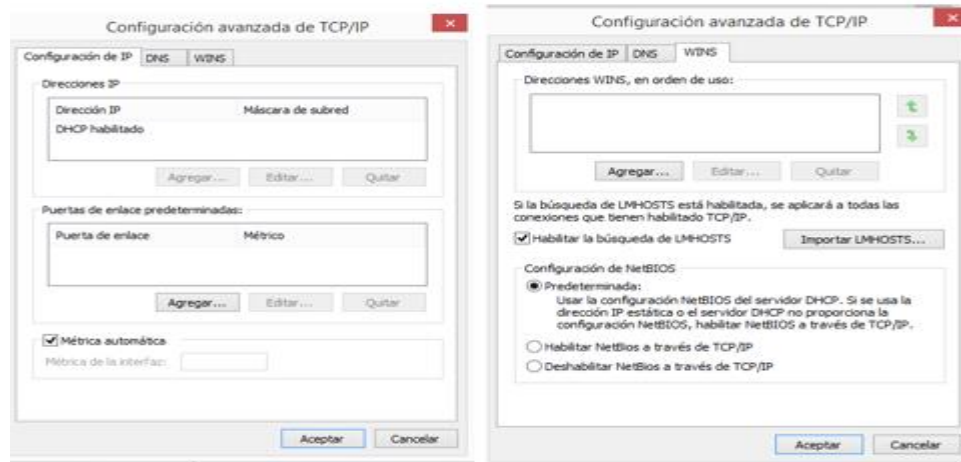 Configuración avanzada de TCP/IP
Configuración de IP DNS WINS
Direcciones IP
Dirección IP Máscara de subred
DHCP habilitado
Agregar... Editar... Quitar
Puertas de enlace predeterminadas:
Puerta de enlace Métrico
Agregar... Editar... Quitar
Métrica automática
Métrica de la interfaz:
Aceptar Cancelar
Configuración avanzada de TCP/IP
Configuración de IP DNS WINS
Direcciones WINS, en orden de uso:
Agregar... Editar... Quitar
Si la búsqueda de LMHOSTS está habilitada, se aplicará a todas las
conexiones que tienen habilitado TCP/IP.
Habilitar la búsqueda de LMHOSTS Importar LMHOSTS...
Configuración de NetBIOS
Predeterminada:
Usar la configuración NetBIOS del servidor DHCP. Si se usa la
dirección IP estática o el servidor DHCP no proporciona la
configuración NetBIOS, habilitar NetBIOS a través de TCP/IP.
Habilitar NetBios a través de TCP/IP
Deshabilitar NetBios a través de TCP/IP
Aceptar Cancelar